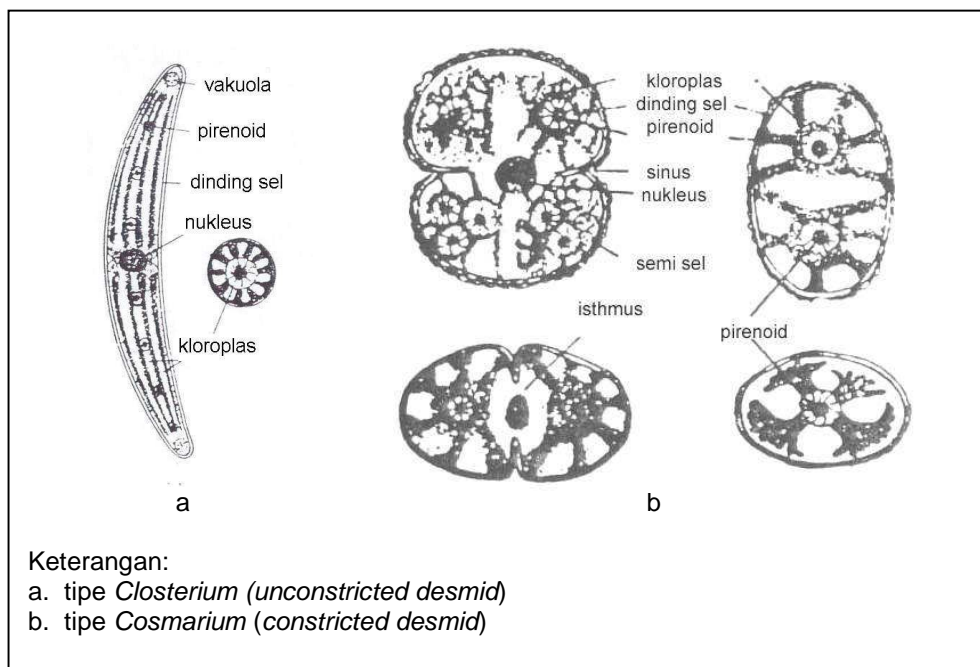 vakuola
pirenoid
dinding sel
nukleus
kloroplas
a
kloroplas
dinding sel
pirenoid
sinus
nukleus
semi sel
isthmus
pirenoid
b
Keterangan:
a. tipe Closterium (unconstricted desmid)
b. tipe Cosmarium (constricted desmid)